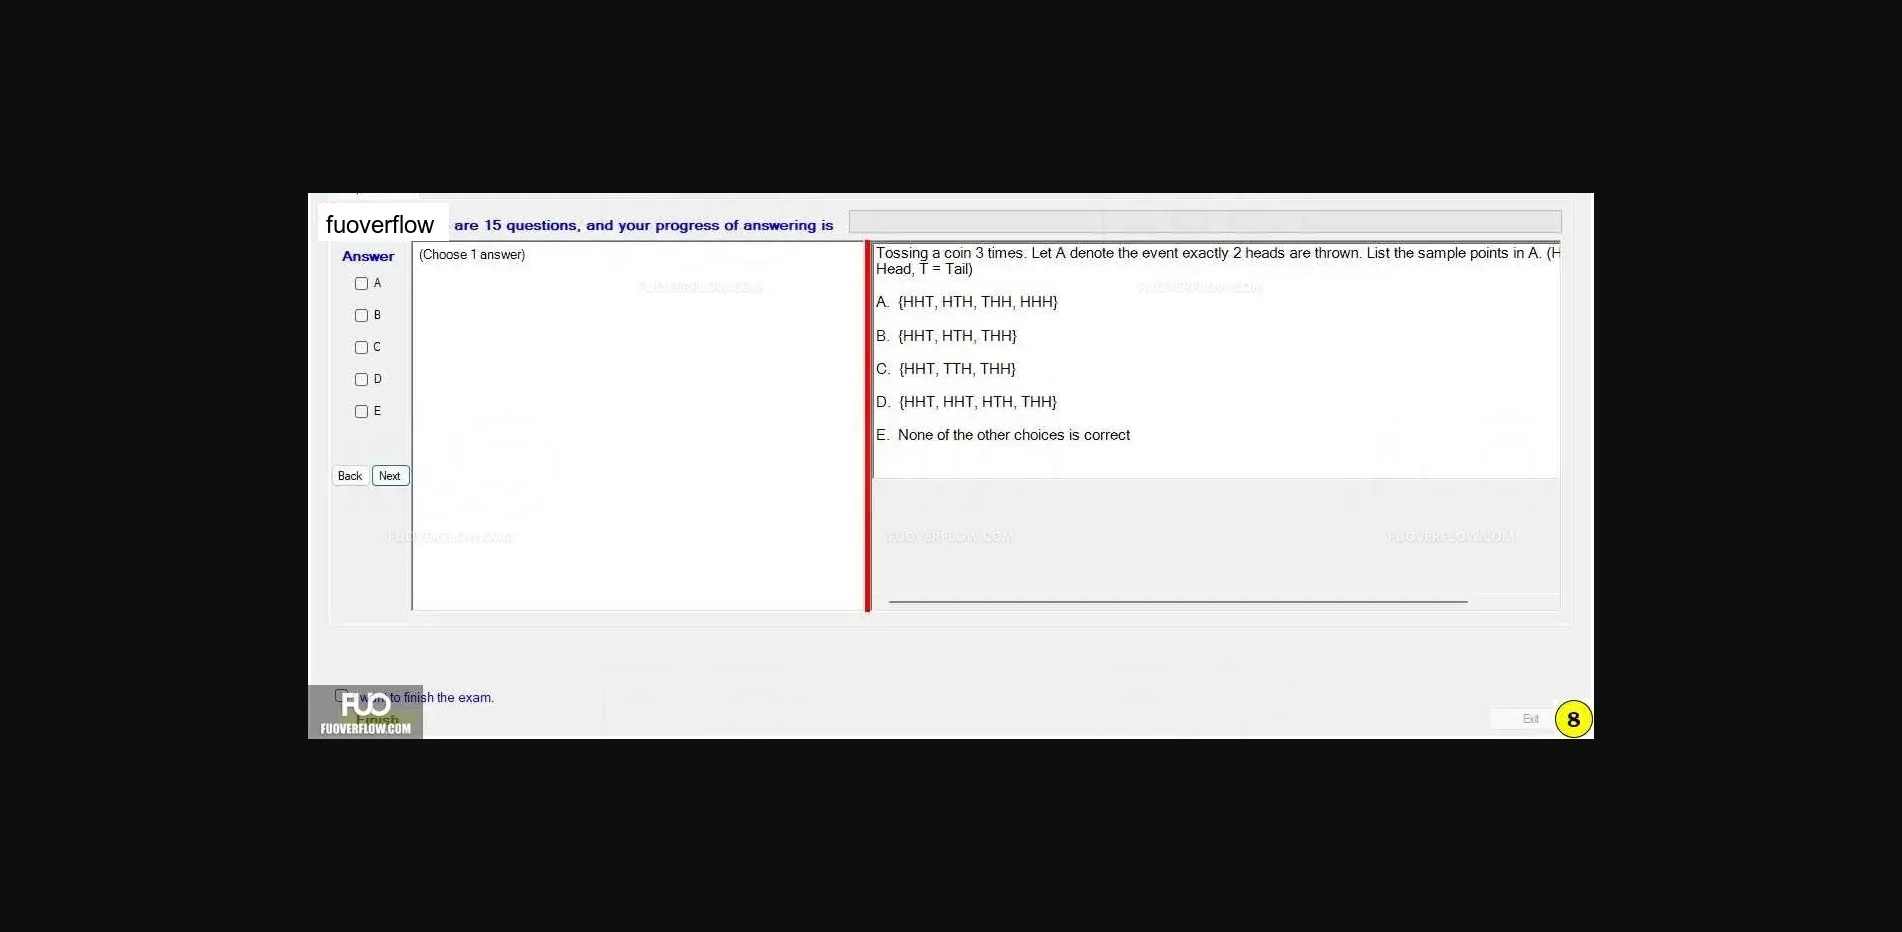 fuoverflow are 15 questions, and your progress of answering is
Answer
(Choose 1 answer)
A
B
C
D
E
Back Next
Tossing a coin 3 times. Let A denote the event exactly 2 heads are thrown. List the sample points in A. (H
Head, T = Tail)
A. {HHT, HTH, THH, HHH}
B. {HHT, HTH, THH}
C. {HHT, TTH, THH}
D. {HHT, HHT, HTH, THH}
E. None of the other choices is correct
FUOVERFLOW.COM
FUOVERFLOW.COM
FUOVERFLOW.COM
FUOVERFLOW.COM
FUOVERFLOW.COM
want to finish the exam.
Finish
FUO
FUOVERFLOW.COM
Exit
8